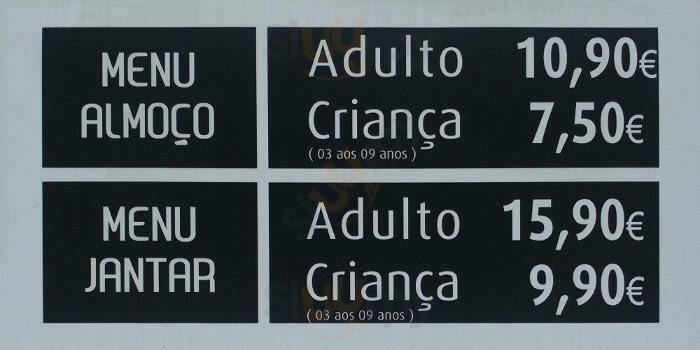 MENU
ALMOÇO
Adulto 10,90€
Criança 7,50€
( 03 aos 09 anos )
MENU
JANTAR
Adulto 15,90€
Criança 9,90€
( 03 aos 09 anos )